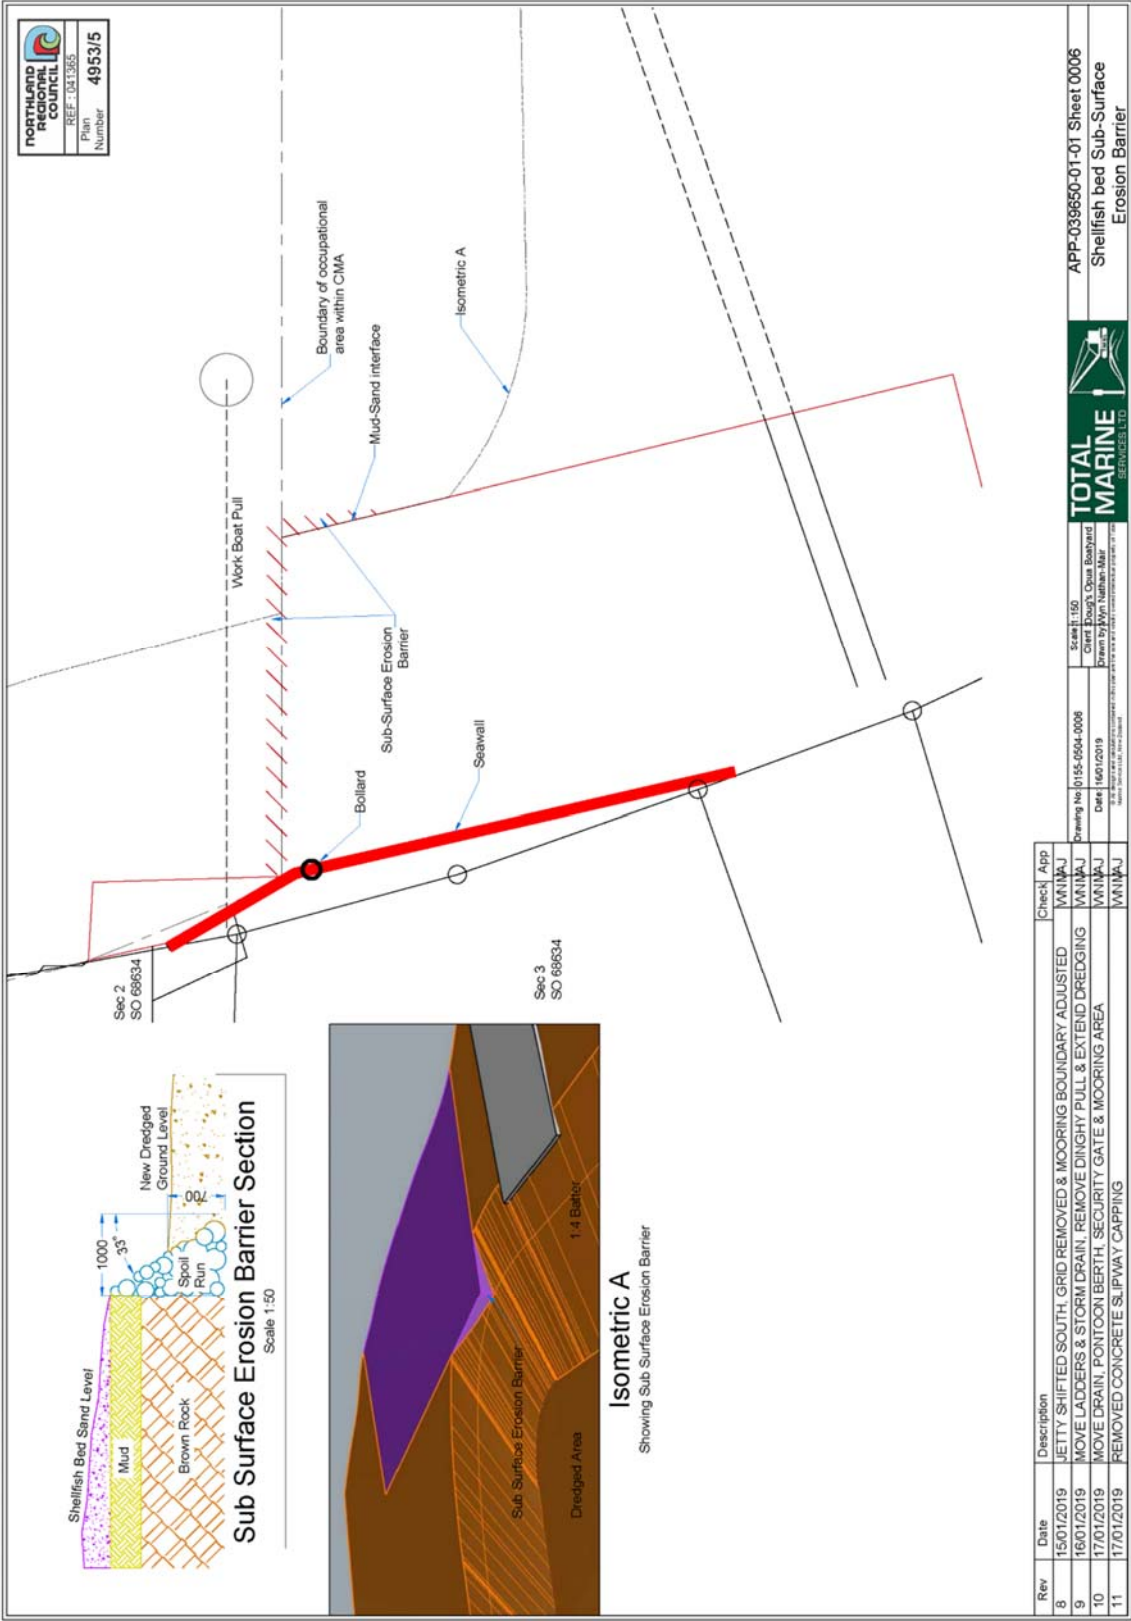 NORTHLAND
REGIONAL
COUNCIL
REF : 041365
Plan
Number
4953/5
Shellfish Bed Sand Level
Mud
Brown Rock
1000
33°
Spoil
Run
700
New Dredged
Ground Level
Sub Surface Erosion Barrier Section
Scale 1:50
Sub Surface Erosion Barrier
Dredged Area
1:4 Batter
Isometric A
Showing Sub Surface Erosion Barrier
Sec 2
SO 68634
Sec 3
SO 68634
Bollard
Seawall
Work Boat Pull
Sub-Surface Erosion
Barrier
Boundary of occupational
area within CMA
Mud-Sand interface
Isometric A
Rev Date Description Check App
8 15/01/2019 JETTY SHIFTED SOUTH, GRID REMOVED & MOORING BOUNDARY ADJUSTED WNM AJ
9 16/01/2019 MOVE LADDERS & STORM DRAIN, REMOVE DINGHY PULL & EXTEND DREDGING WNM AJ
10 17/01/2019 MOVE DRAIN, PONTOON BERTH, SECURITY GATE & MOORING AREA WNM AJ
11 17/01/2019 REMOVED CONCRETE SLIPWAY CAPPING WNM AJ
Drawing No: 0155-0504-0006
Date: 16/01/2019
Scale 1:150
Client Doug's Opua Boatyard
Drawn by Wyn Nathan-Mair
TOTAL
MARINE
SERVICES LTD
APP-039650-01-01 Sheet 0006
Shellfish bed Sub-Surface
Erosion Barrier